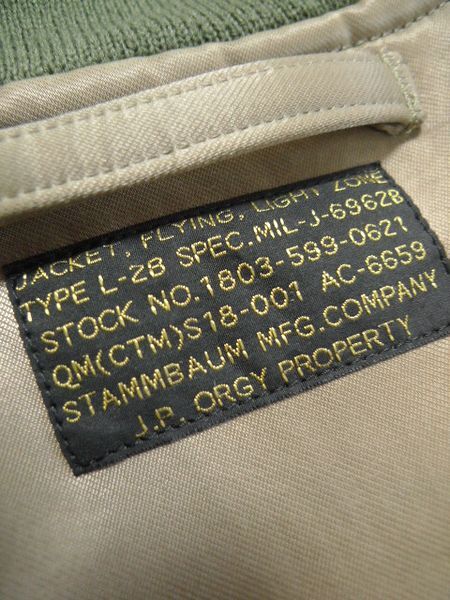 JACKET, FLYING, LIGHT ZONE
TYPE L-2B SPEC.MIL-J-6962B
STOCK NO.1803-599-0621
QM(CTM)S18-001 AC-6659
STAMMBAUM MFG.COMPANY
J.P. ORGY PROPERTY